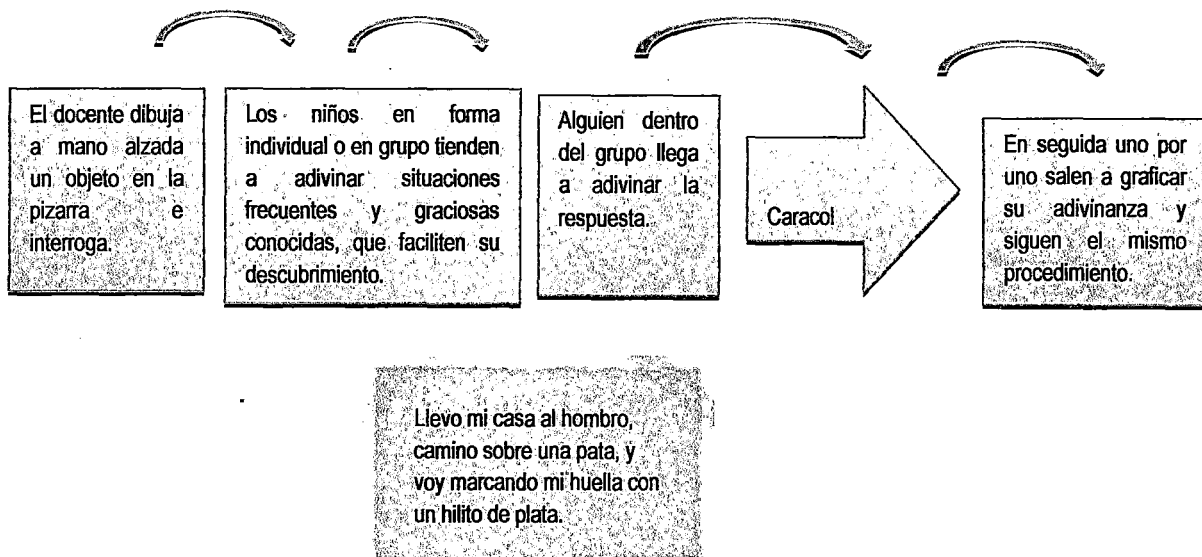 El docente dibuja
a mano alzada
un objeto en la
pizarra e
interroga.
Los niños en forma
individual o en grupo tienden
a adivinar situaciones
frecuentes y graciosas
conocidas, que faciliten su
descubrimiento.
Alguien dentro
del grupo llega
a adivinar la
respuesta.
Caracol
En seguida uno por
uno salen a graficar
su adivinanza y
siguen el mismo
procedimiento.
Llevo mi casa al hombro,
camino sobre una pata, y
voy marcando mi huella con
un hilito de plata.